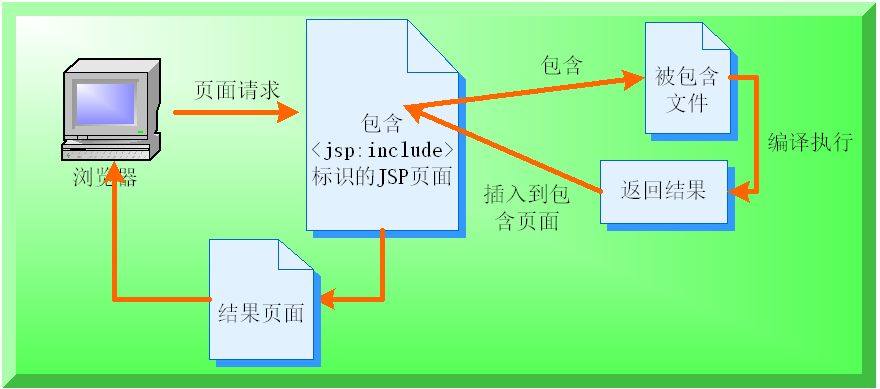 浏览器
页面请求
包含
<jsp:include>
标识的JSP页面
包含
被包含
文件
编译执行
返回结果
插入到包
含页面
结果页面